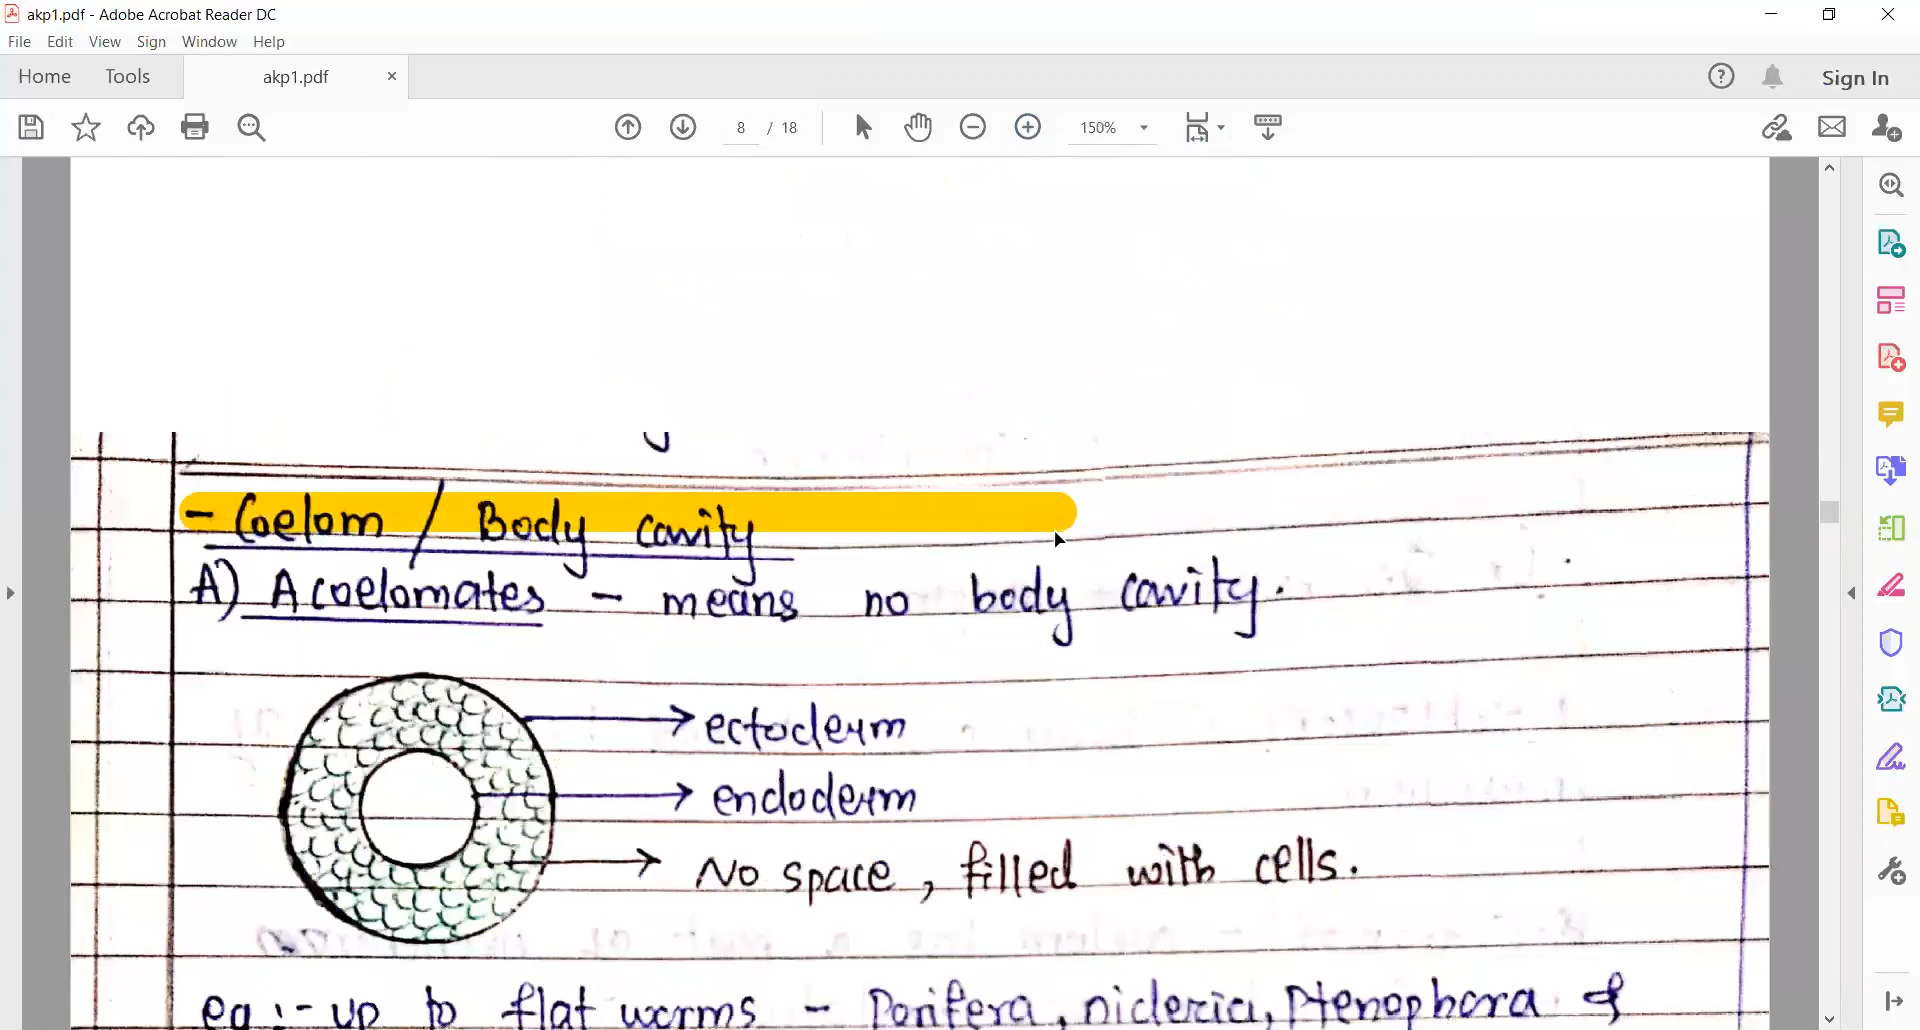 akp1.pdf - Adobe Acrobat Reader DC
File Edit View Sign Window Help
Home Tools akp1.pdf × Sign In
8 / 18 150%
- Coelom / Body cavity
A) Acoelomates - means no body cavity.
→ ectoderm
→ endoderm
→ No space, filled with cells.
eg :- up to flat worms - Porifera, nicleria, Ptenophora &